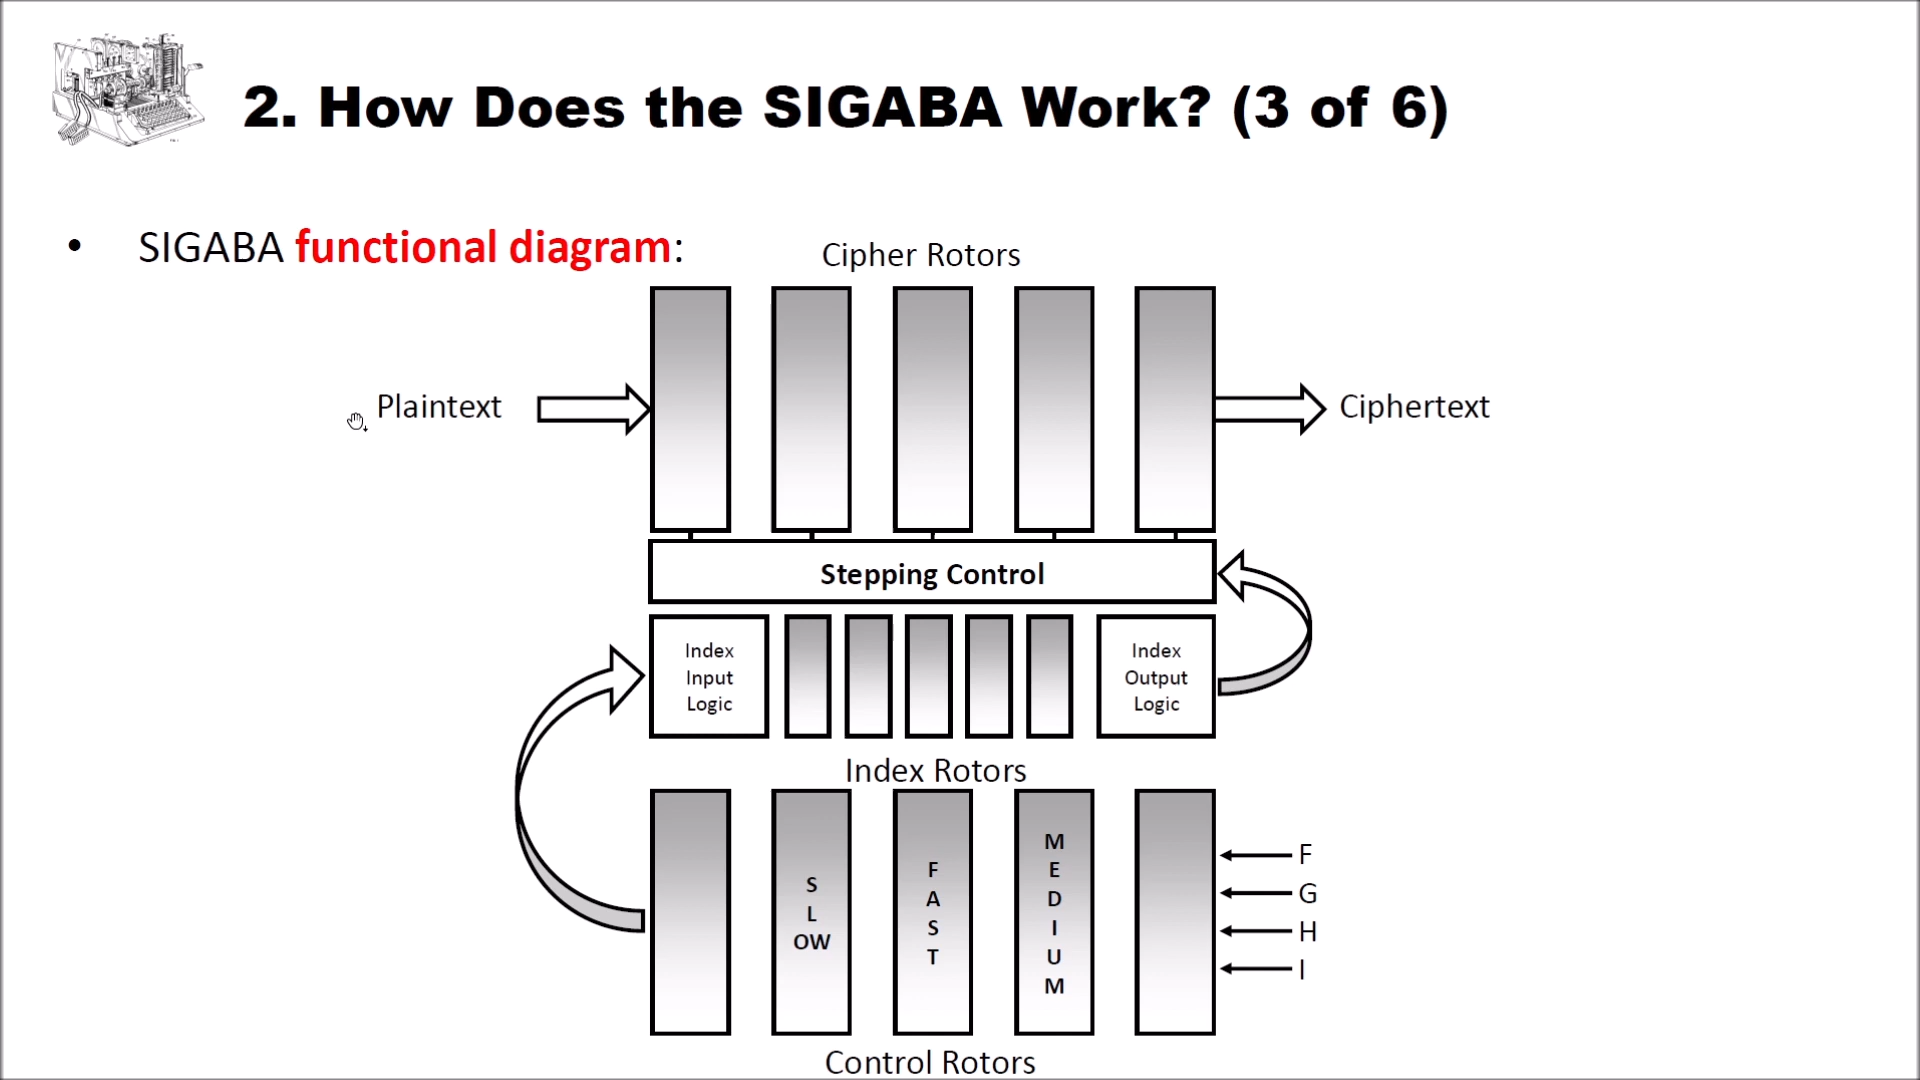 2. How Does the SIGABA Work? (3 of 6)
• SIGABA functional diagram:
Cipher Rotors
Plaintext
Ciphertext
Stepping Control
Index
Input
Logic
Index
Output
Logic
Index Rotors
S
L
OW
F
A
S
T
M
E
D
I
U
M
F
G
H
I
Control Rotors